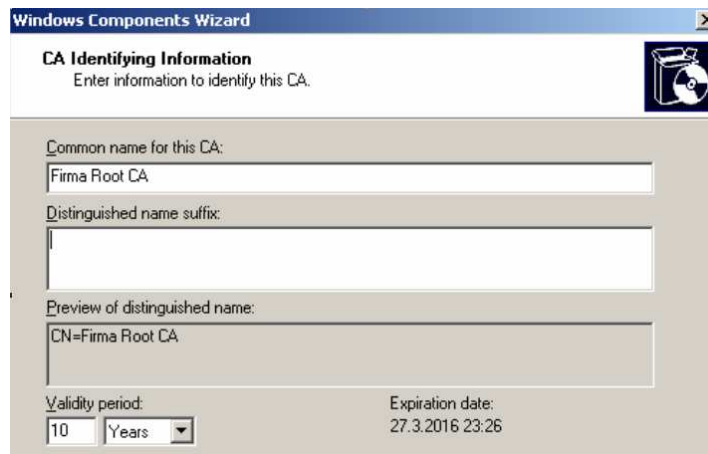 Windows Components Wizard
CA Identifying Information
Enter information to identify this CA.
Common name for this CA:
Firma Root CA
Distinguished name suffix:
Preview of distinguished name:
CN=Firma Root CA
Validity period:
Expiration date:
10 Years
27.3.2016 23:26